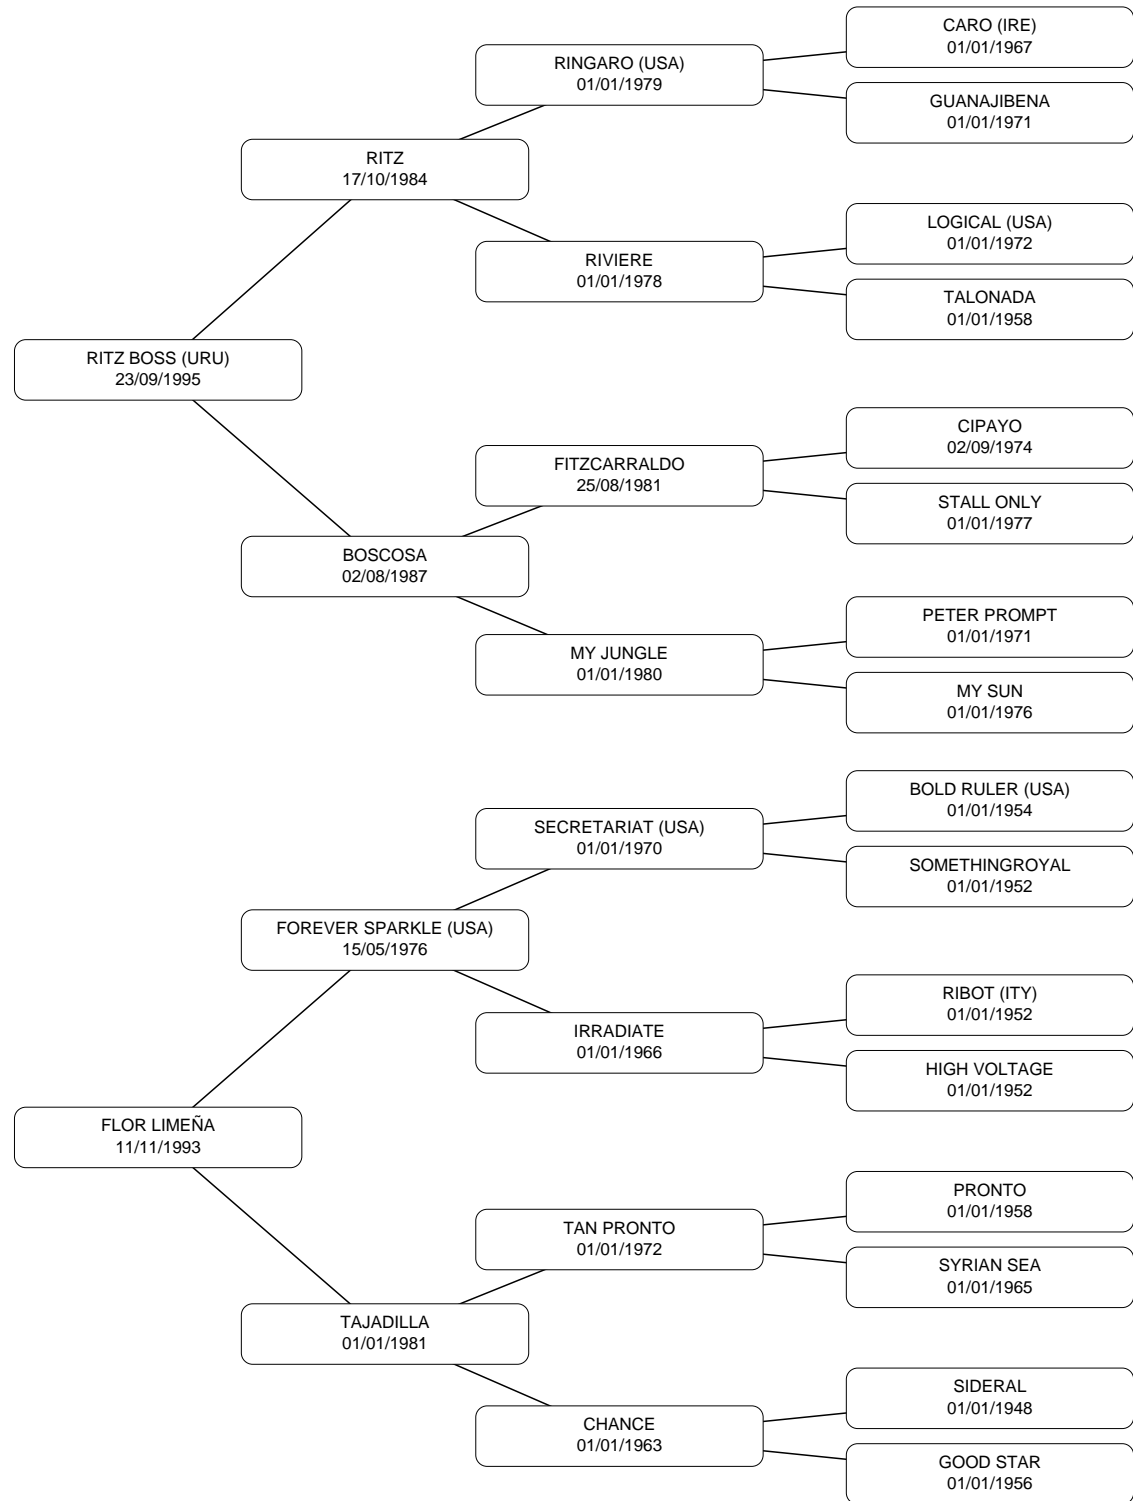 CARO (IRE)
01/01/1967
RINGARO (USA)
01/01/1979
GUANAJIBENA
01/01/1971
RITZ
17/10/1984
LOGICAL (USA)
01/01/1972
RIVIERE
01/01/1978
TALONADA
01/01/1958
RITZ BOSS (URU)
23/09/1995
CIPAYO
02/09/1974
FITZCARRALDO
25/08/1981
STALL ONLY
01/01/1977
BOSCOSA
02/08/1987
PETER PROMPT
01/01/1971
MY JUNGLE
01/01/1980
MY SUN
01/01/1976
BOLD RULER (USA)
01/01/1954
SECRETARIAT (USA)
01/01/1970
SOMETHINGROYAL
01/01/1952
FOREVER SPARKLE (USA)
15/05/1976
RIBOT (ITY)
01/01/1952
IRRADIATE
01/01/1966
HIGH VOLTAGE
01/01/1952
FLOR LIMEÑA
11/11/1993
PRONTO
01/01/1958
TAN PRONTO
01/01/1972
SYRIAN SEA
01/01/1965
TAJADILLA
01/01/1981
SIDERAL
01/01/1948
CHANCE
01/01/1963
GOOD STAR
01/01/1956